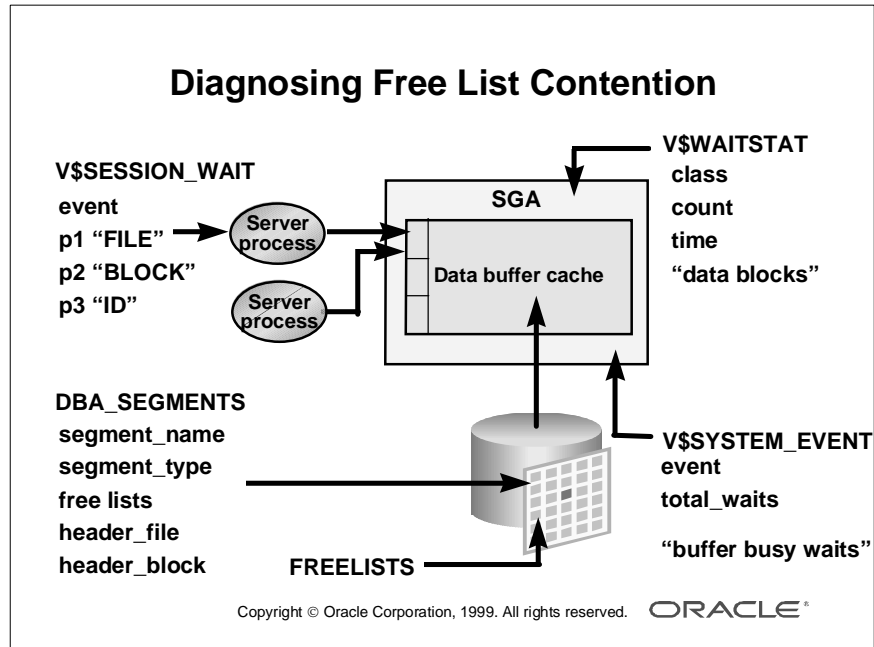 Diagnosing Free List Contention
V$SESSION_WAIT
event
p1 “FILE”
p2 “BLOCK”
p3 “ID”
Server
process
Server
process
SGA
Data buffer cache
V$WAITSTAT
class
count
time
“data blocks”
DBA_SEGMENTS
segment_name
segment_type
free lists
header_file
header_block
FREELISTS
V$SYSTEM_EVENT
event
total_waits
“buffer busy waits”
Copyright © Oracle Corporation, 1999. All rights reserved.
ORACLE®